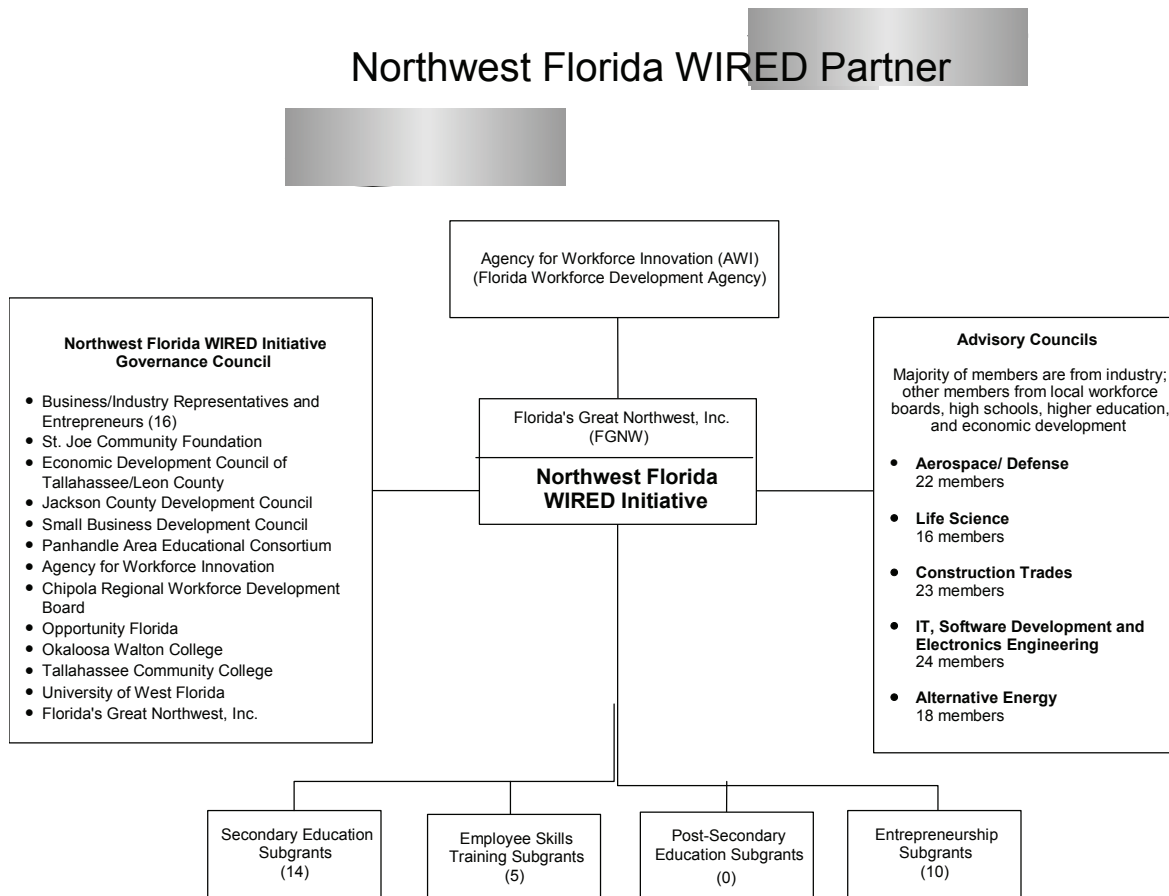 Northwest Florida WIRED Partner
Agency for Workforce Innovation (AWI)
(Florida Workforce Development Agency)
Northwest Florida WIRED Initiative
Governance Council
• Business/Industry Representatives and
Entrepreneurs (16)
• St. Joe Community Foundation
• Economic Development Council of
Tallahassee/Leon County
• Jackson County Development Council
• Small Business Development Council
• Panhandle Area Educational Consortium
• Agency for Workforce Innovation
• Chipola Regional Workforce Development
Board
• Opportunity Florida
• Okaloosa Walton College
• Tallahassee Community College
• University of West Florida
• Florida's Great Northwest, Inc.
Florida's Great Northwest, Inc.
(FGNW)
Northwest Florida
WIRED Initiative
Advisory Councils
Majority of members are from industry;
other members from local workforce
boards, high schools, higher education,
and economic development
• Aerospace/ Defense
22 members
• Life Science
16 members
• Construction Trades
23 members
• IT, Software Development and
Electronics Engineering
24 members
• Alternative Energy
18 members
Secondary Education
Subgrants
(14)
Employee Skills
Training Subgrants
(5)
Post-Secondary
Education Subgrants
(0)
Entrepreneurship
Subgrants
(10)